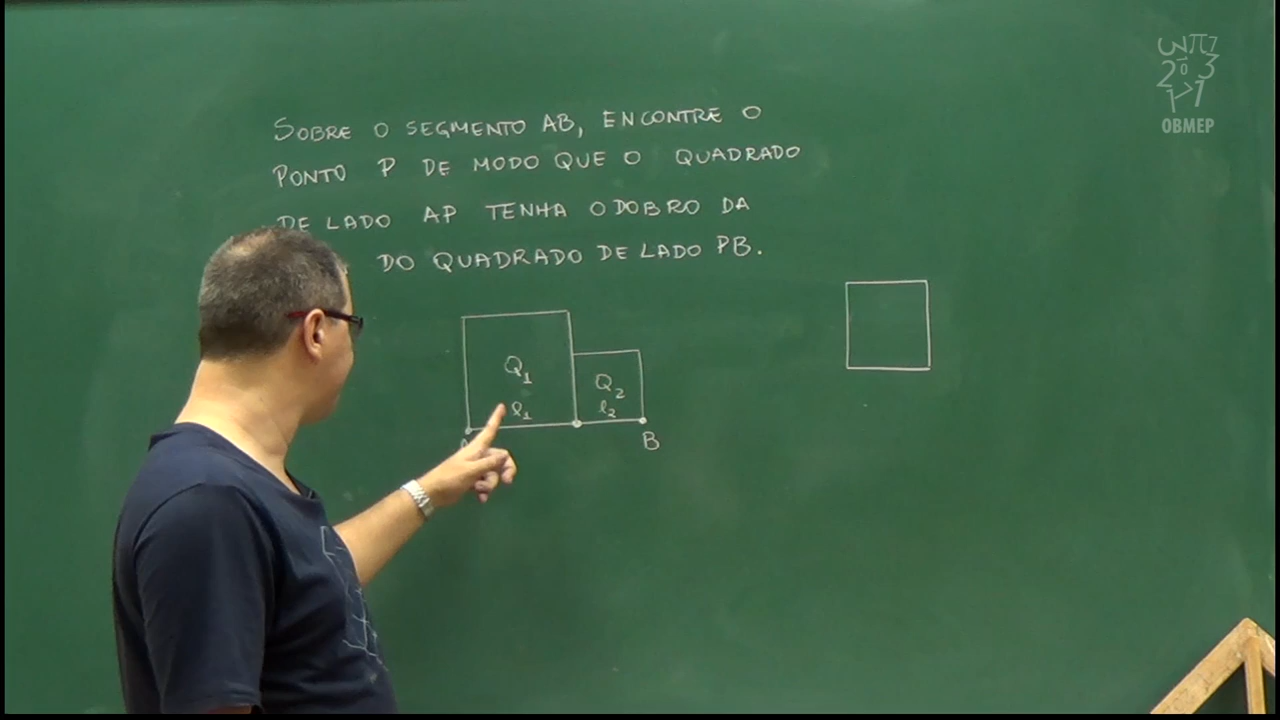 SOBRE O SEGMENTO AB, ENCONTRE O
PONTO P DE MODO QUE O QUADRADO
DE LADO AP TENHA O DOBRO DA
DO QUADRADO DE LADO PB.
Q1
Q2
l1
l2
B
OBMEP